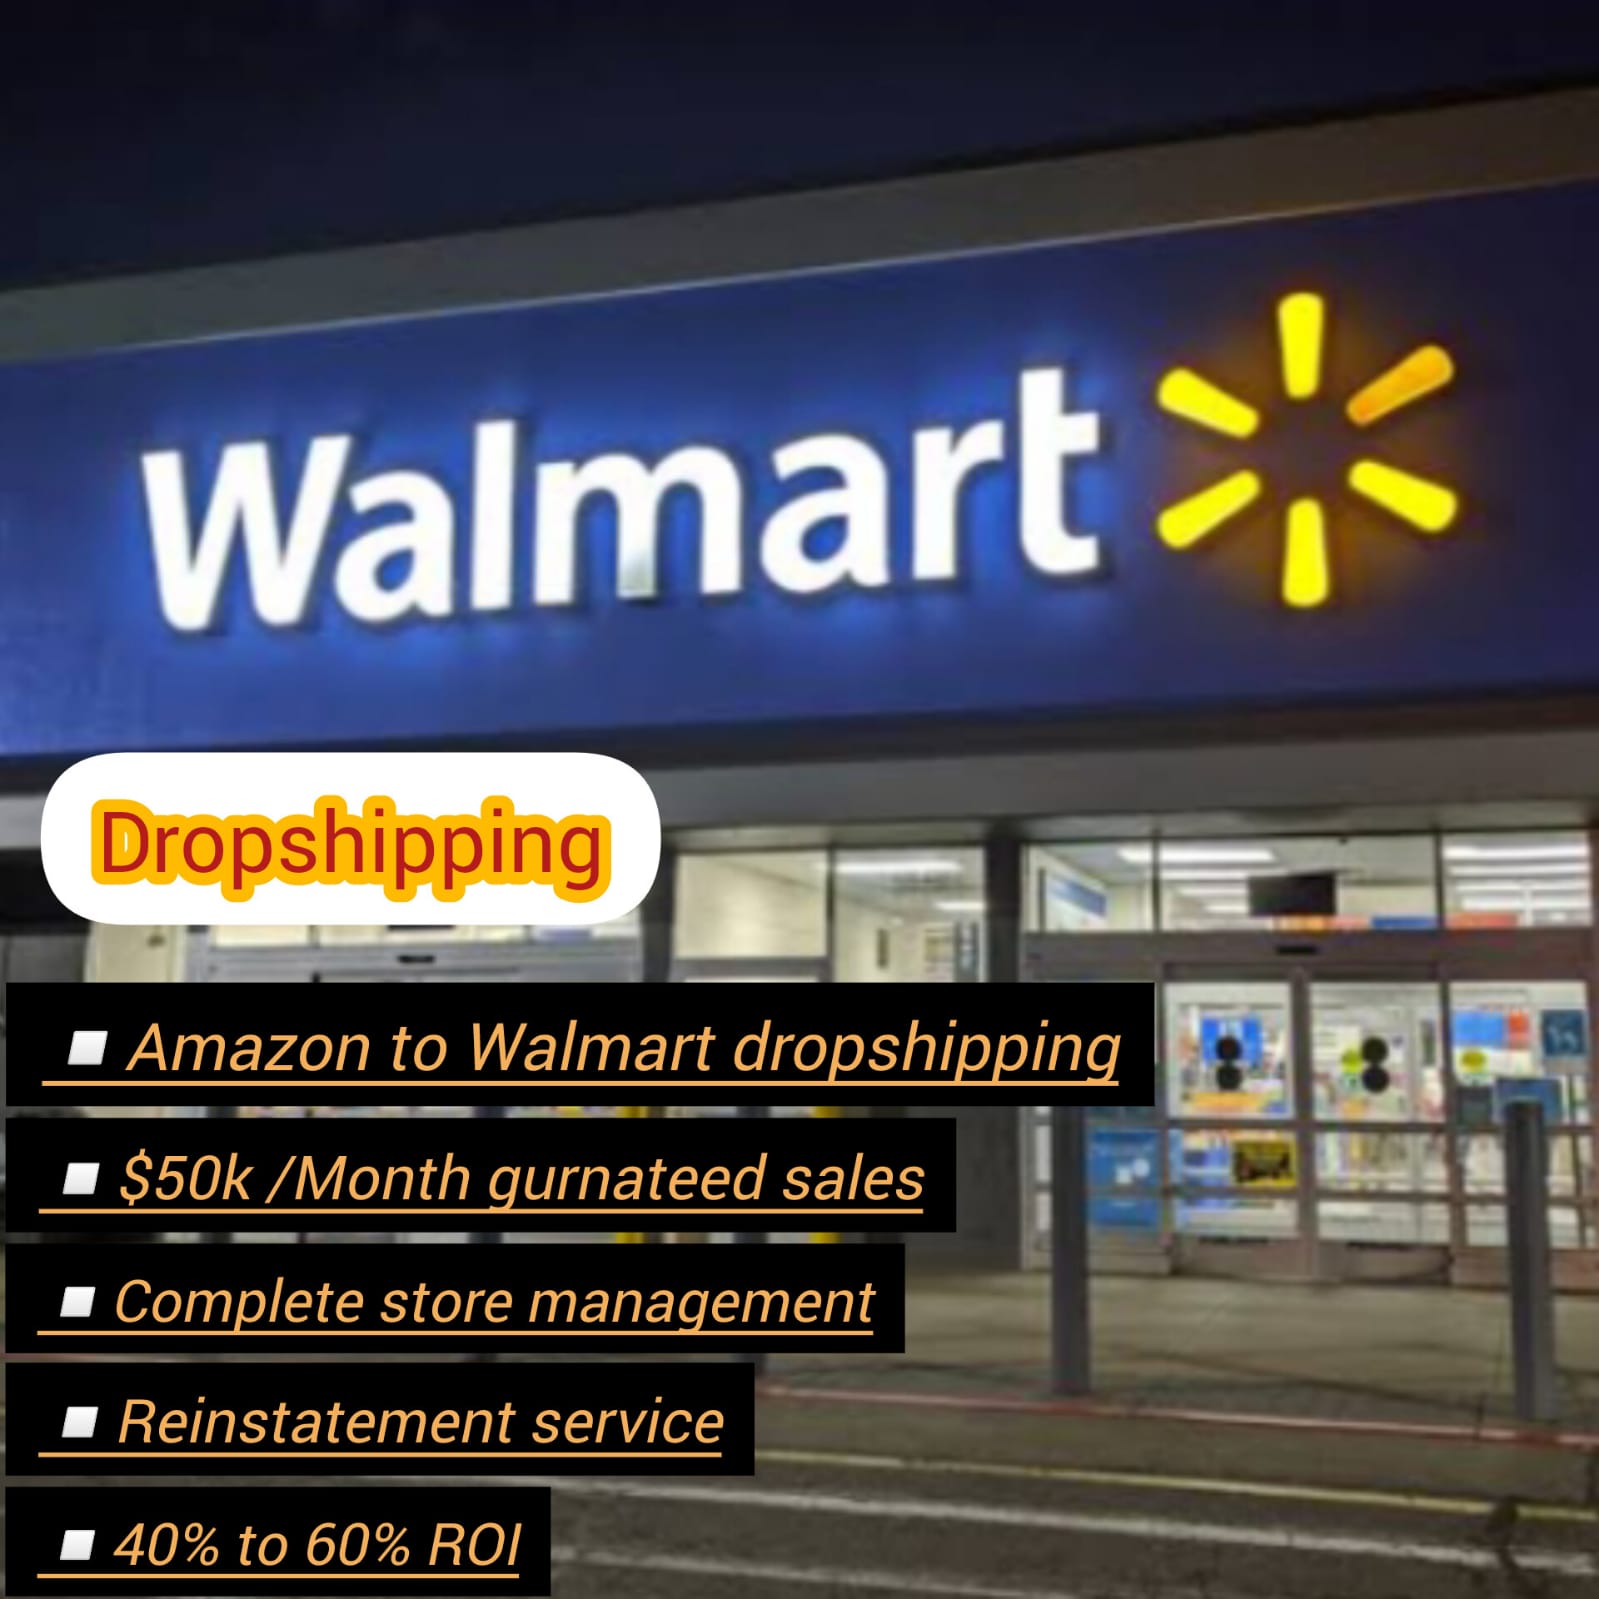 Walmart
Dropshipping
◻️ Amazon to Walmart dropshipping
◻️ $50k /Month gurnateed sales
◻️ Complete store management
◻️ Reinstatement service
◻️ 40% to 60% ROI